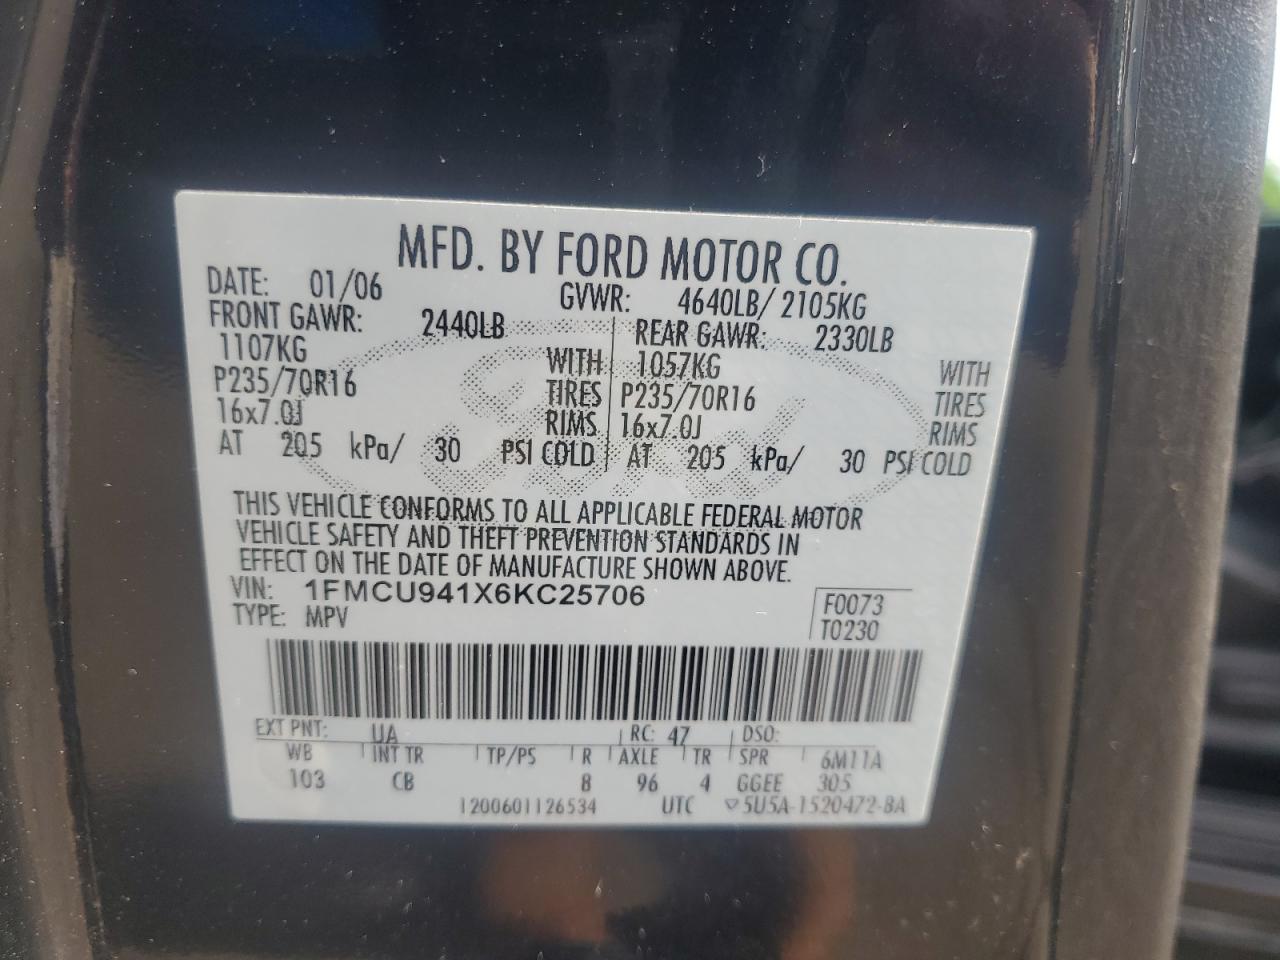 MFD. BY FORD MOTOR CO.
DATE: 01/06 GVWR: 4640LB/ 2105KG
FRONT GAWR: 2440LB REAR GAWR: 2330LB
1107KG WITH 1057KG WITH
P235/70R16 TIRES P235/70R16 TIRES
16x7.0J RIMS 16x7.0J RIMS
AT 205 kPa/ 30 PSI COLD AT 205 kPa/ 30 PSI COLD
THIS VEHICLE CONFORMS TO ALL APPLICABLE FEDERAL MOTOR
VEHICLE SAFETY AND THEFT PREVENTION STANDARDS IN
EFFECT ON THE DATE OF MANUFACTURE SHOWN ABOVE.
VIN: 1FMCU941X6KC25706
TYPE: MPV
F0073
T0230
EXT PNT: UA RC: 47 DSO:
WB INT TR TP/PS R AXLE TR SPR 6M11A
103 CB 8 96 4 GGEE 305
1200601126534 UTC ▽5U5A-1520472-BA